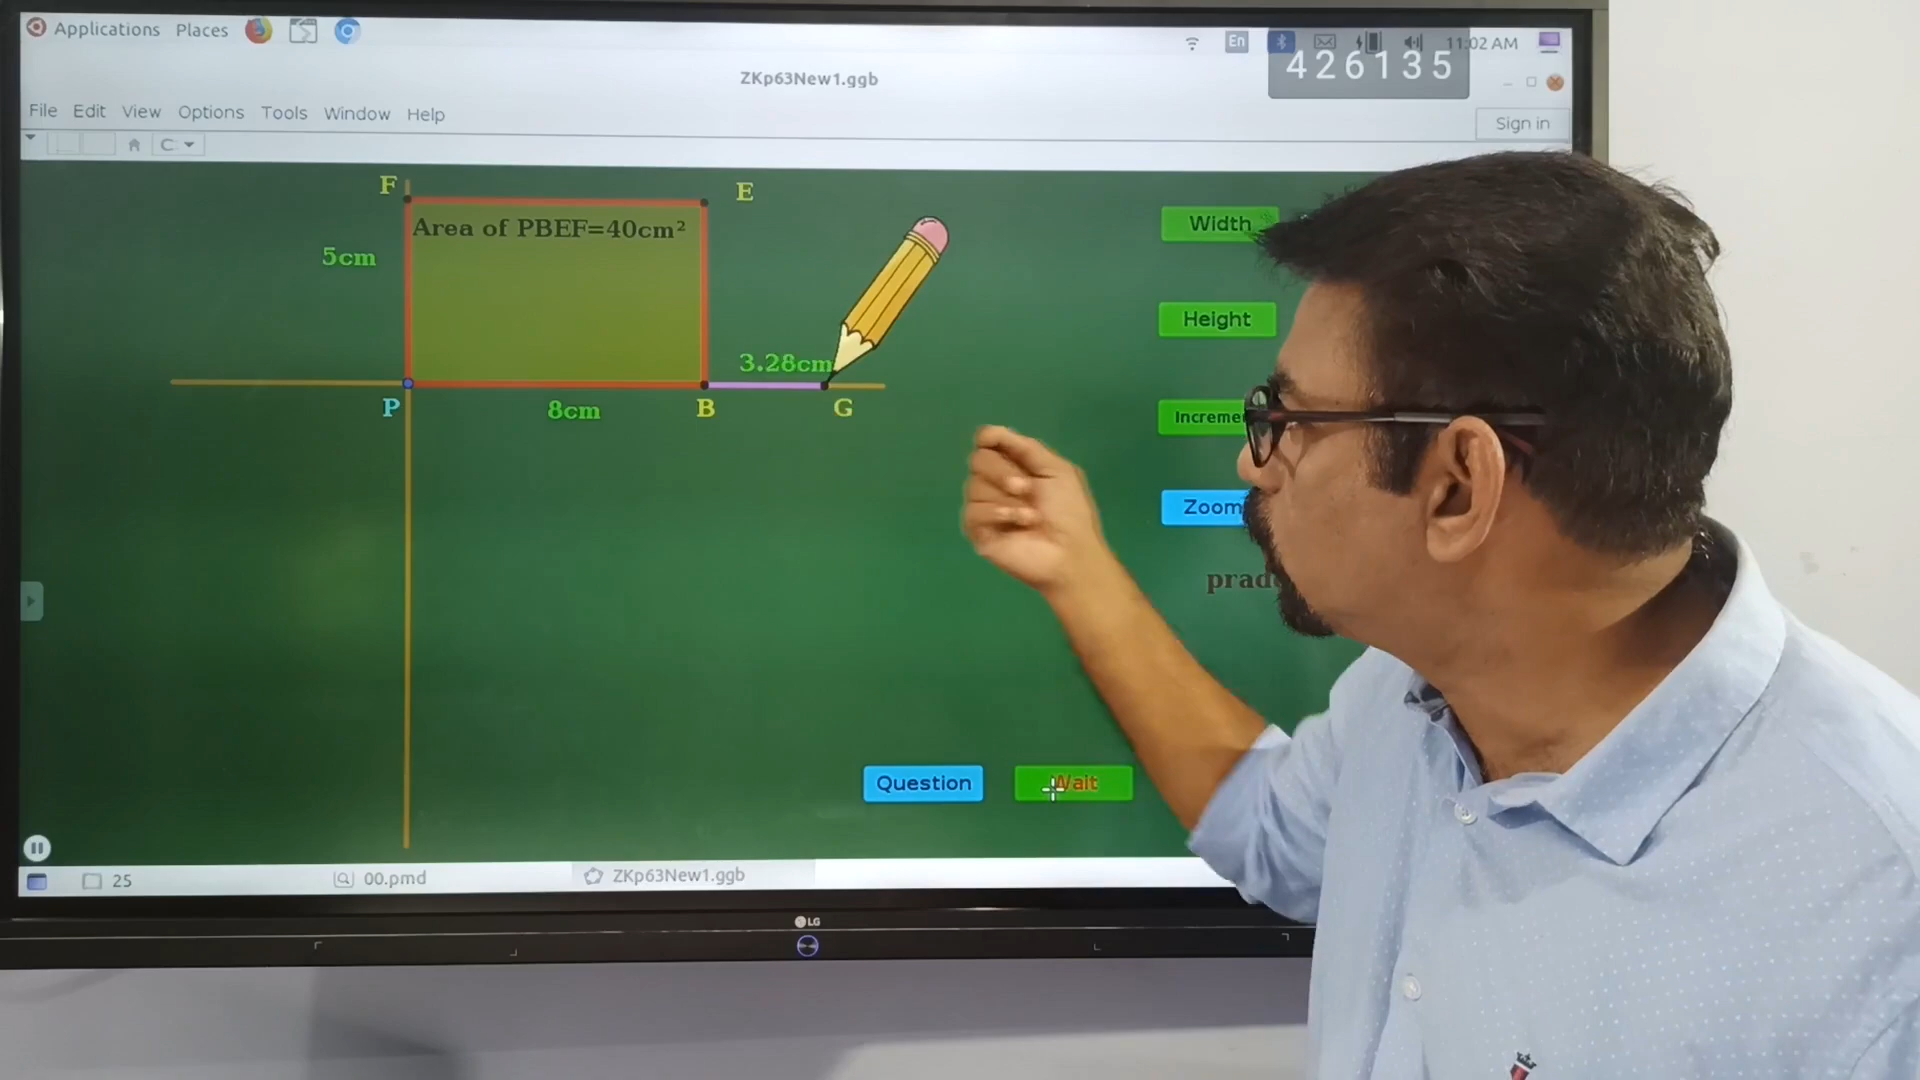 Applications Places
En
11:02 AM
426135
ZKp63New1.ggb
File Edit View Options Tools Window Help
Sign in
C:
F
E
Area of PBEF=40cm²
5cm
3.28cm
P
8cm
B
G
Width
Height
Zoom
Question
Wait
25
00.pmd
ZKp63New1.ggb
LG